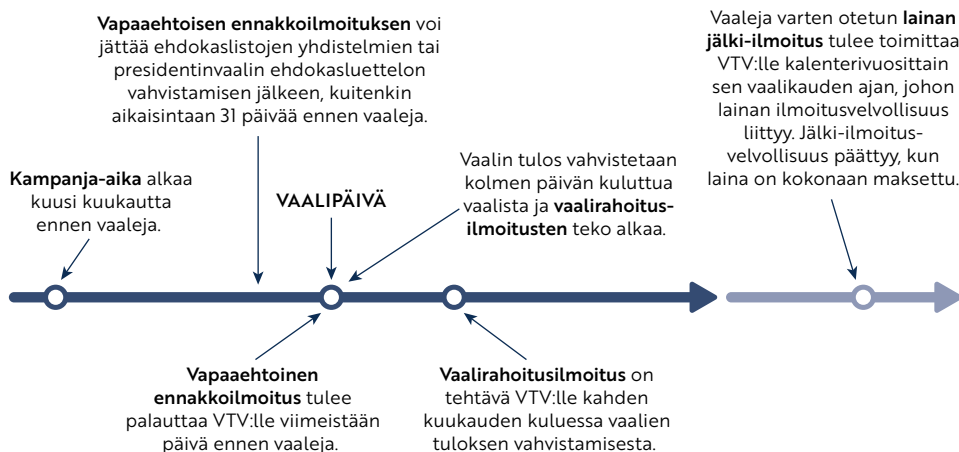 Vapaaehtoisen ennakkoilmoituksen voi
jättää ehdokaslistojen yhdistelmien tai
presidentinvaalin ehdokasluettelon
vahvistamisen jälkeen, kuitenkin
aikaisintaan 31 päivää ennen vaaleja.
Vaaleja varten otetun lainan
jälki-ilmoitus tulee toimittaa
VTV:lle kalenterivuosittain
sen vaalikauden ajan, johon
lainan ilmoitusvelvollisuus
liittyy. Jälki-ilmoitus-
velvollisuus päättyy, kun
laina on kokonaan maksettu.
Kampanja-aika alkaa
kuusi kuukautta
ennen vaaleja.
VAALIPÄIVÄ
Vaalin tulos vahvistetaan
kolmen päivän kuluttua
vaalista ja vaalirahoitus-
ilmoitusten teko alkaa.
Vapaaehtoinen
ennakkoilmoitus tulee
palauttaa VTV:lle viimeistään
päivä ennen vaaleja.
Vaalirahoitusilmoitus on
tehtävä VTV:lle kahden
kuukauden kuluessa vaalien
tuloksen vahvistamisesta.